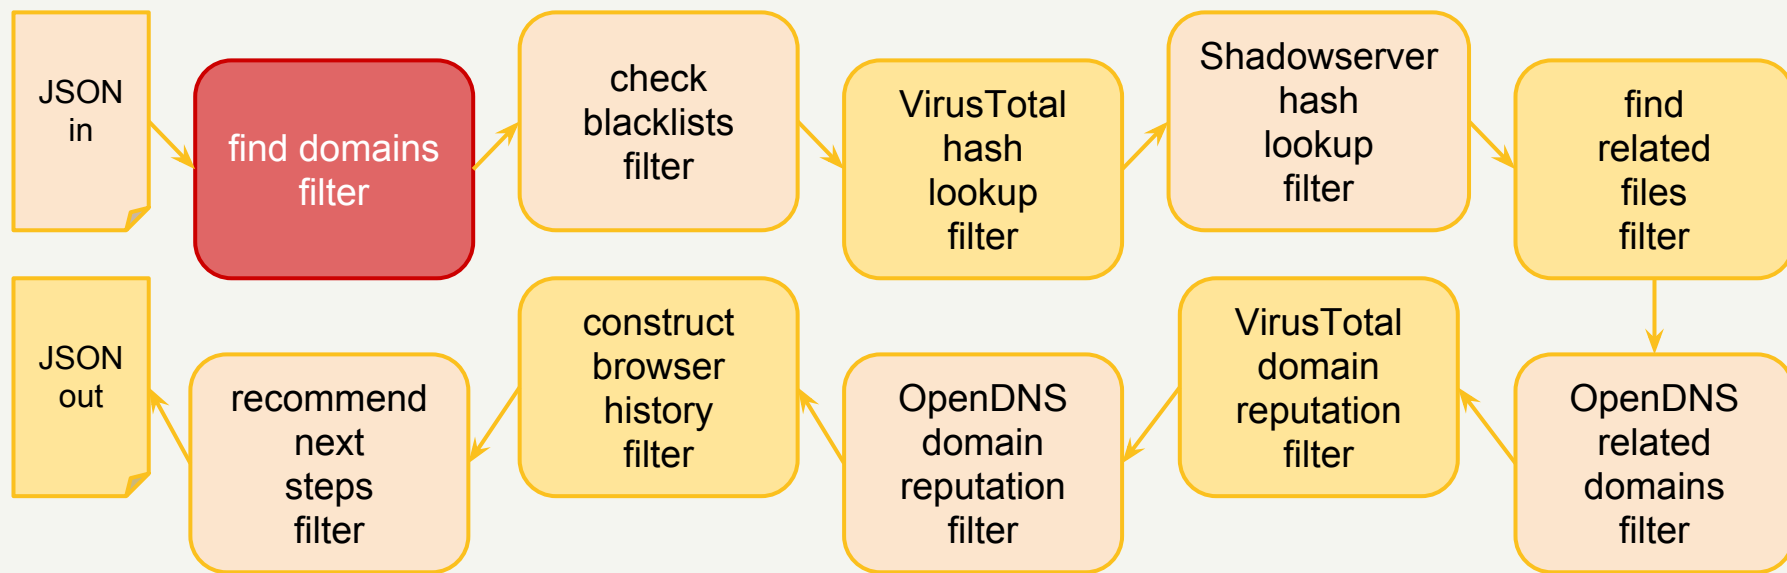 JSON
in
find domains
filter
check
blacklists
filter
VirusTotal
hash
lookup
filter
Shadowserver
hash
lookup
filter
find
related
files
filter
JSON
out
recommend
next
steps
filter
construct
browser
history
filter
OpenDNS
domain
reputation
filter
VirusTotal
domain
reputation
filter
OpenDNS
related
domains
filter